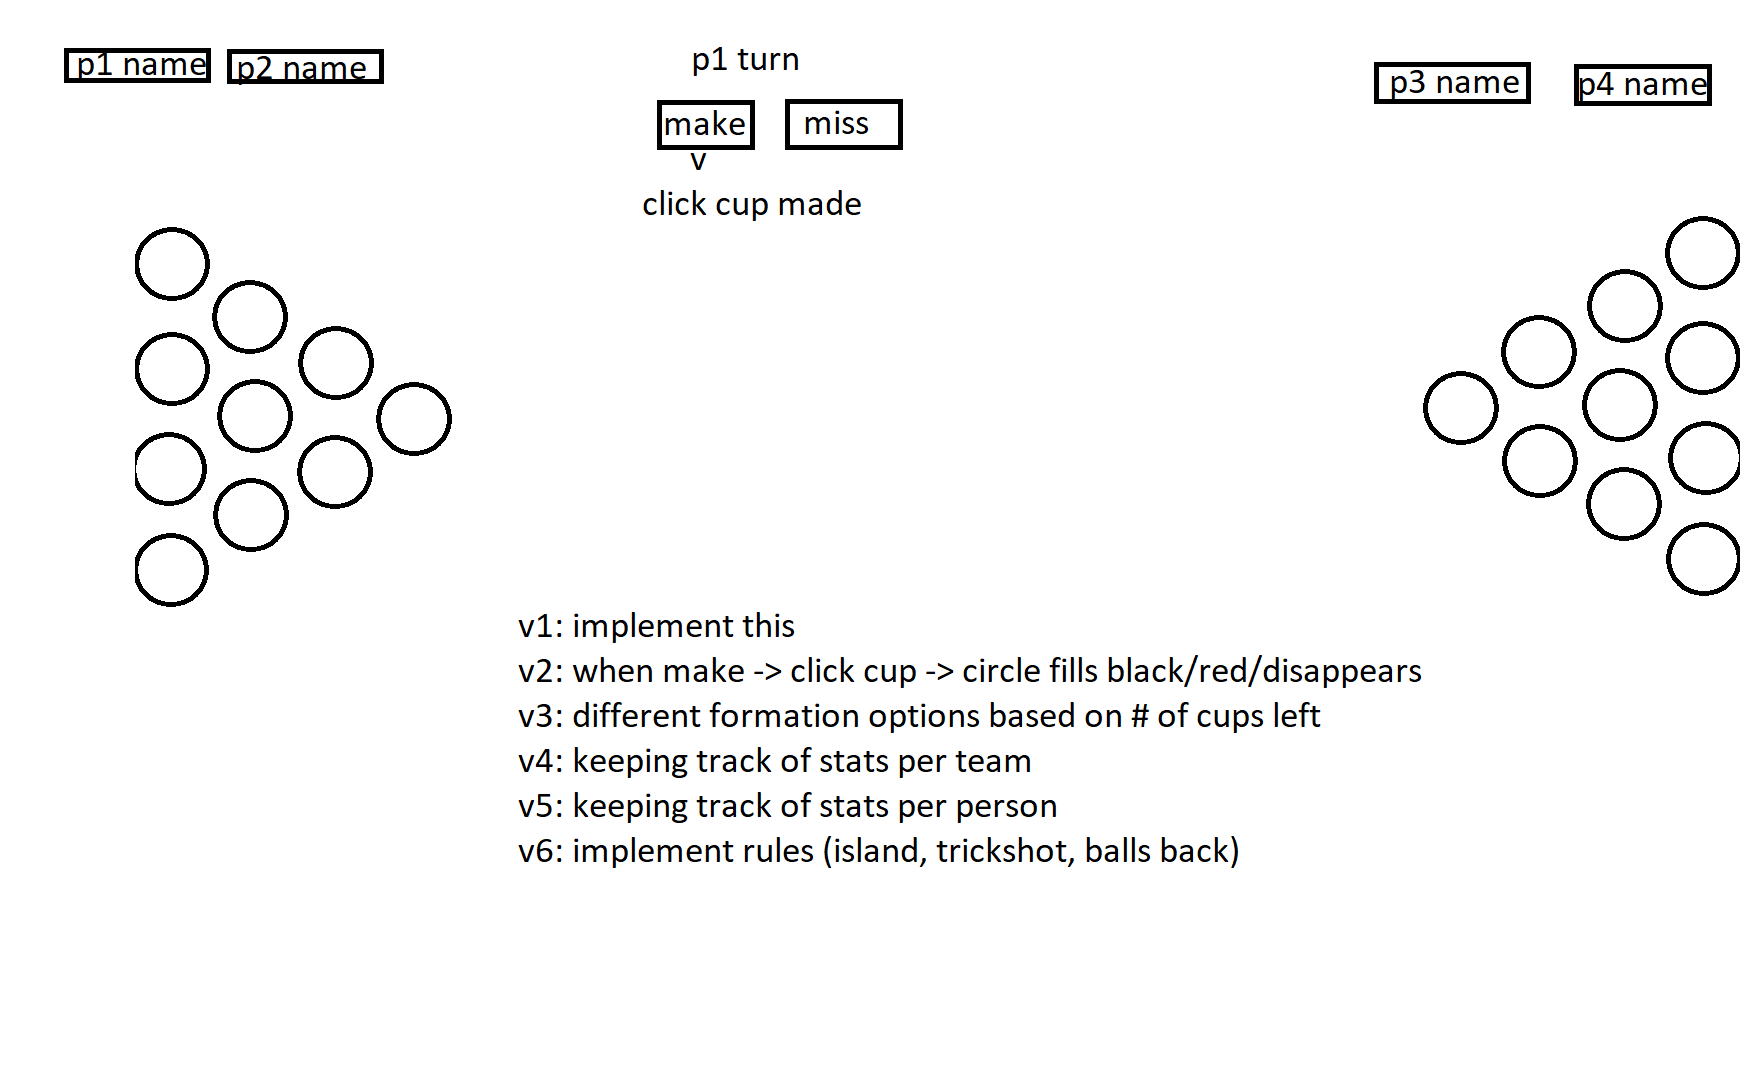 p1 name
p2 name
p1 turn
p3 name
p4 name
make
miss
v
click cup made
v1: implement this
v2: when make -> click cup -> circle fills black/red/disappears
v3: different formation options based on # of cups left
v4: keeping track of stats per team
v5: keeping track of stats per person
v6: implement rules (island, trickshot, balls back)